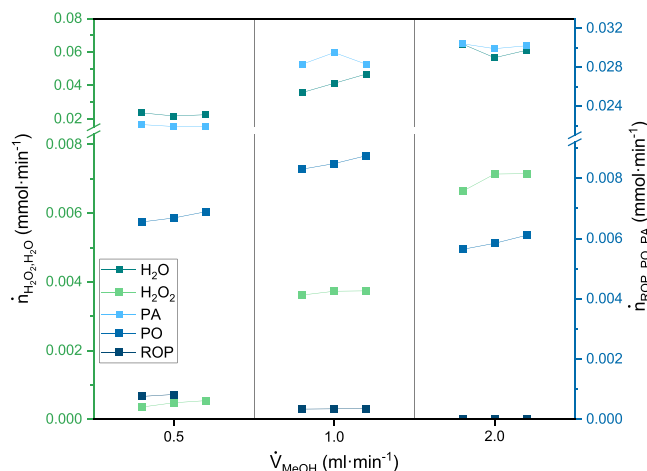 0.08
0.06
0.04
0.02
0.008
0.006
0.004
0.002
0.000
ṅH₂O₂,H₂O (mmol·min⁻¹)
H₂O
H₂O₂
PA
PO
ROP
0.5
1.0
2.0
V̇MeOH (ml·min⁻¹)
0.032
0.028
0.024
0.008
0.006
0.004
0.002
0.000
ṅROP,PO,PA (mmol·min⁻¹)